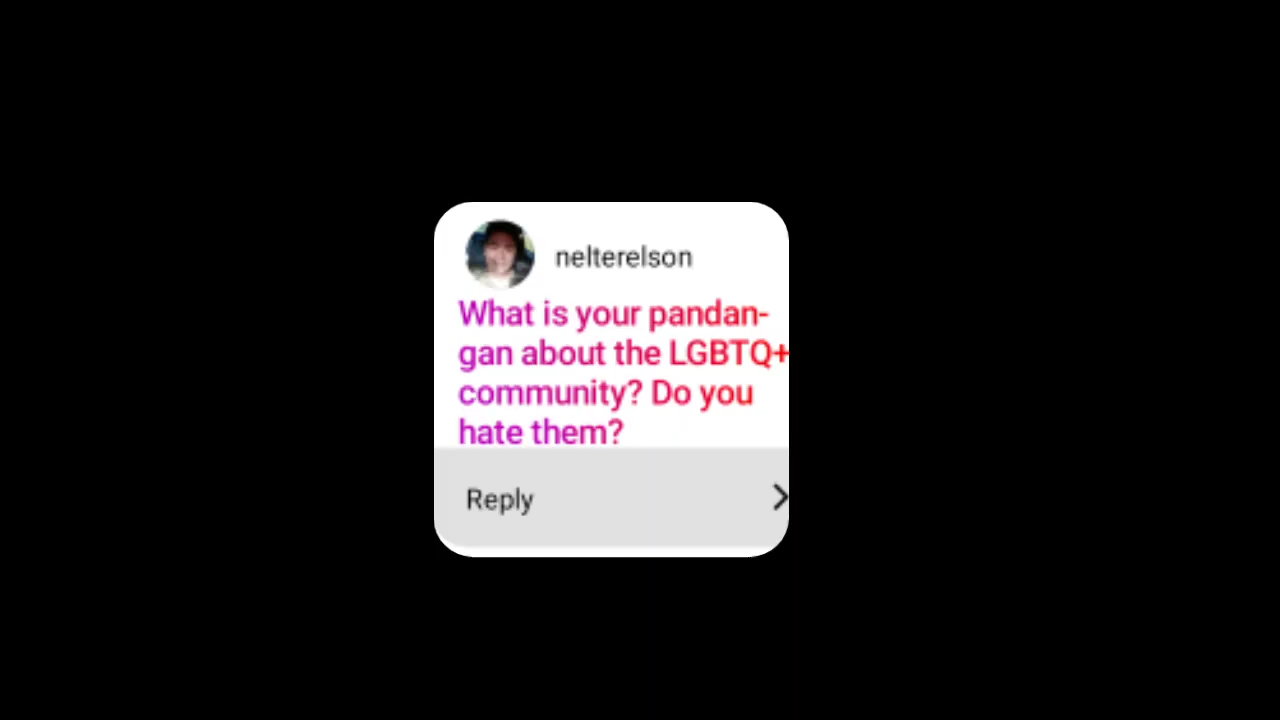 nelterelson
What is your pandan-
gan about the LGBTQ+
community? Do you
hate them?
Reply